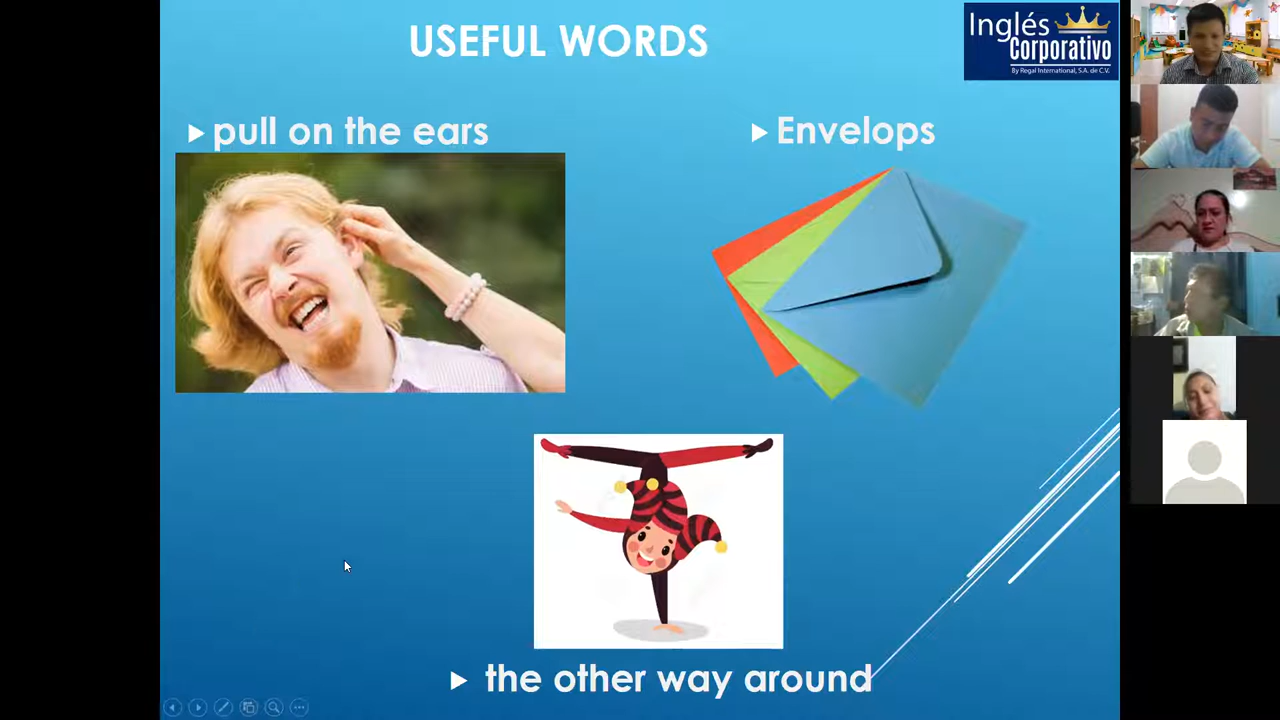 USEFUL WORDS
Inglés
Corporativo
By Regal International, S.A. de C.V.
pull on the ears
Envelops
the other way around